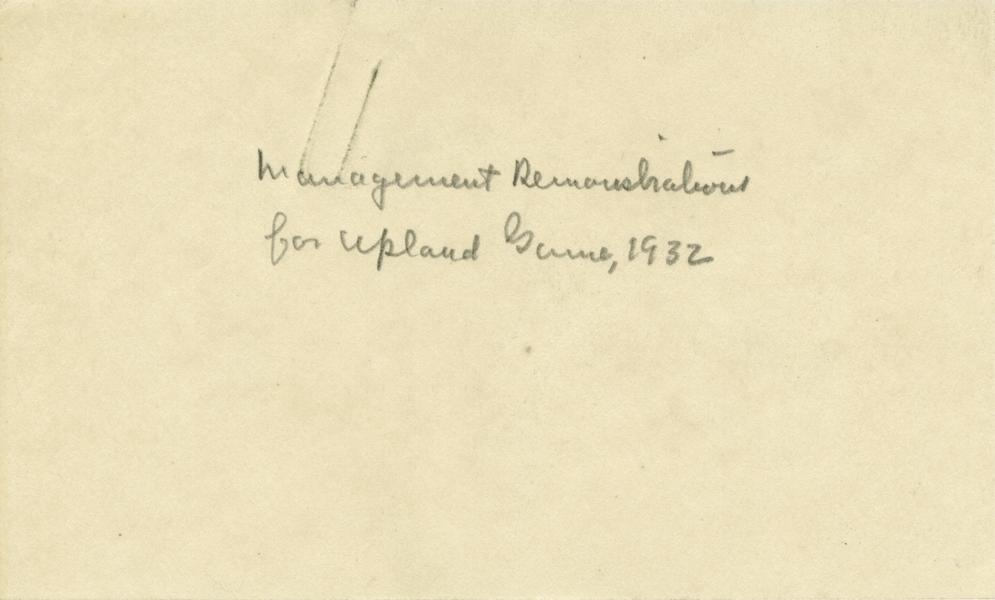 Management Demonstrations
for Upland Game, 1932